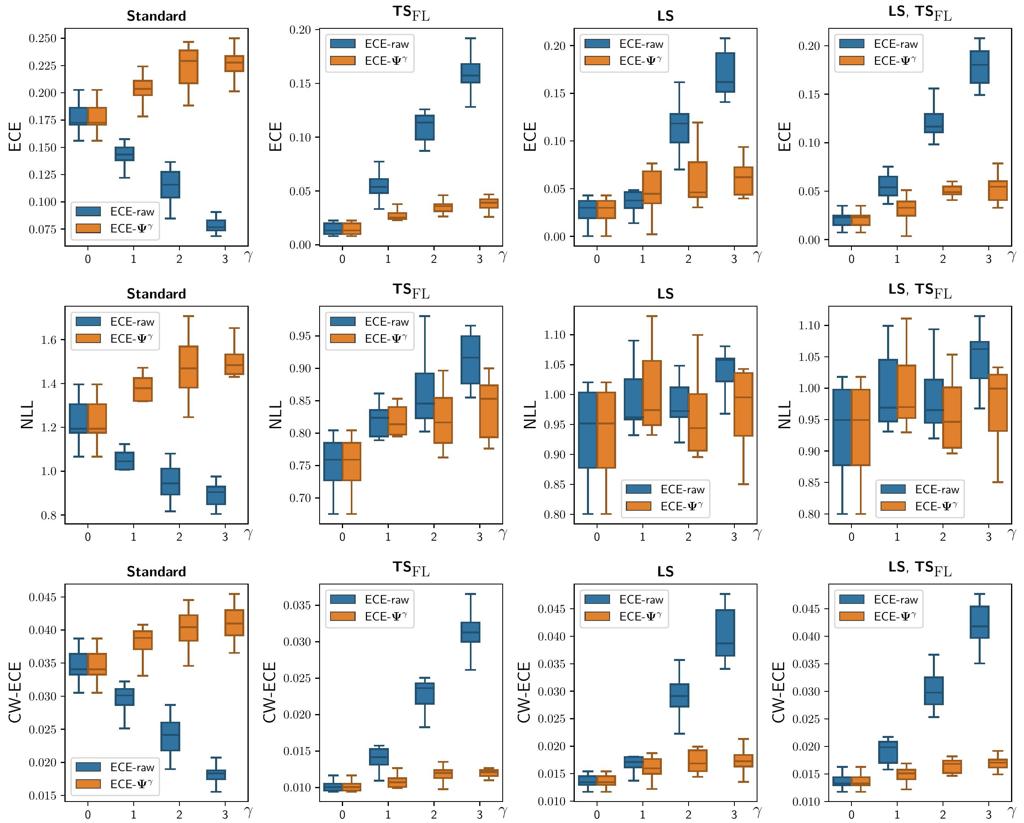 Standard
ECE
0.250
0.225
0.200
0.175
0.150
0.125
0.100
0.075
ECE-raw
ECE-Ψ^γ
0 1 2 3 γ
TS_FL
ECE
0.20
0.15
0.10
0.05
0.00
ECE-raw
ECE-Ψ^γ
0 1 2 3 γ
LS
ECE
0.20
0.15
0.10
0.05
0.00
ECE-raw
ECE-Ψ^γ
0 1 2 3 γ
LS, TS_FL
ECE
0.20
0.15
0.10
0.05
0.00
ECE-raw
ECE-Ψ^γ
0 1 2 3 γ
Standard
NLL
1.6
1.4
1.2
1.0
0.8
ECE-raw
ECE-Ψ^γ
0 1 2 3 γ
TS_FL
NLL
0.95
0.90
0.85
0.80
0.75
0.70
ECE-raw
ECE-Ψ^γ
0 1 2 3 γ
LS
NLL
1.10
1.05
1.00
0.95
0.90
0.85
0.80
ECE-raw
ECE-Ψ^γ
0 1 2 3 γ
LS, TS_FL
NLL
1.10
1.05
1.00
0.95
0.90
0.85
0.80
ECE-raw
ECE-Ψ^γ
0 1 2 3 γ
Standard
CW-ECE
0.045
0.040
0.035
0.030
0.025
0.020
0.015
ECE-raw
ECE-Ψ^γ
0 1 2 3 γ
TS_FL
CW-ECE
0.035
0.030
0.025
0.020
0.015
0.010
ECE-raw
ECE-Ψ^γ
0 1 2 3 γ
LS
CW-ECE
0.045
0.040
0.035
0.030
0.025
0.020
0.015
0.010
ECE-raw
ECE-Ψ^γ
0 1 2 3 γ
LS, TS_FL
CW-ECE
0.045
0.040
0.035
0.030
0.025
0.020
0.015
0.010
ECE-raw
ECE-Ψ^γ
0 1 2 3 γ